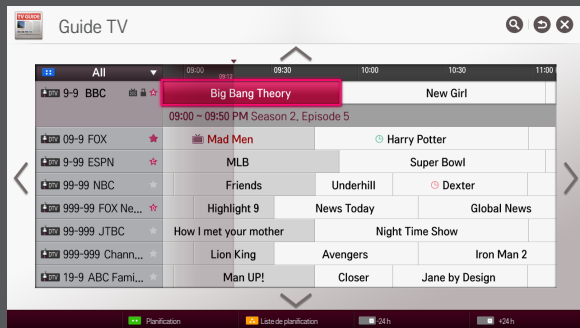 TV GUIDE
Guide TV
All
09:00 09:30 10:00 10:30 11:00
09:12
DTV 9-9 BBC Big Bang Theory New Girl
09:00 ~ 09:50 PM Season 2, Episode 5
DTV 09-9 FOX Mad Men Harry Potter
DTV 9-99 ESPN MLB Super Bowl
DTV 99-99 NBC Friends Underhill Dexter
DTV 999-99 FOX Ne... Highlight 9 News Today Global News
DTV 99-999 JTBC How I met your mother Night Time Show
DTV 999-999 Chann... Lion King Avengers Iron Man 2
DTV 19-9 ABC Fami... Man UP! Closer Jane by Design
Planification Liste de planification -24 h +24 h